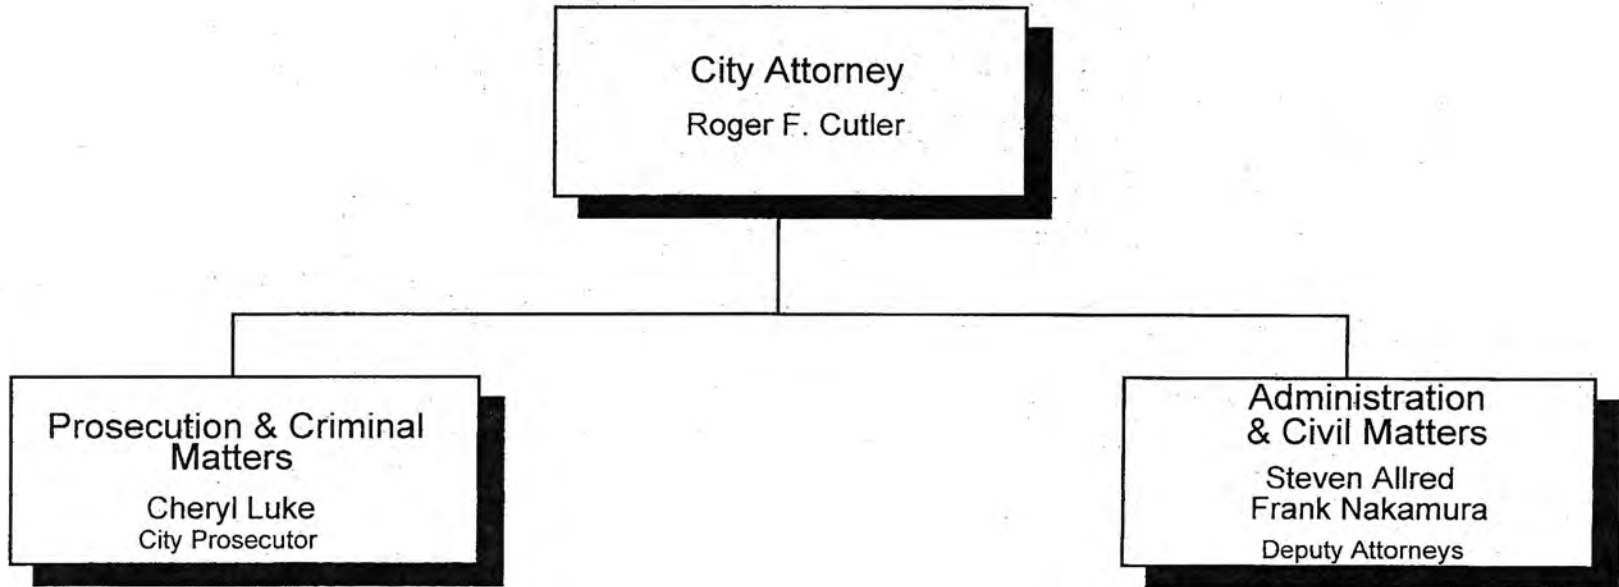 City Attorney
Roger F. Cutler
Prosecution & Criminal
Matters
Cheryl Luke
City Prosecutor
Administration
& Civil Matters
Steven Allred
Frank Nakamura
Deputy Attorneys